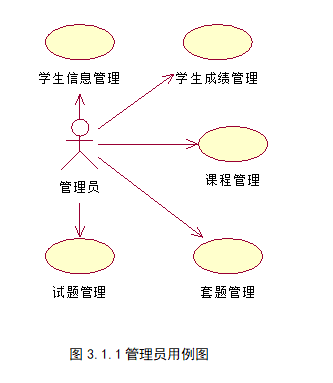 学生信息管理
学生成绩管理
课程管理
管理员
试题管理
套题管理
图 3.1.1管理员用例图